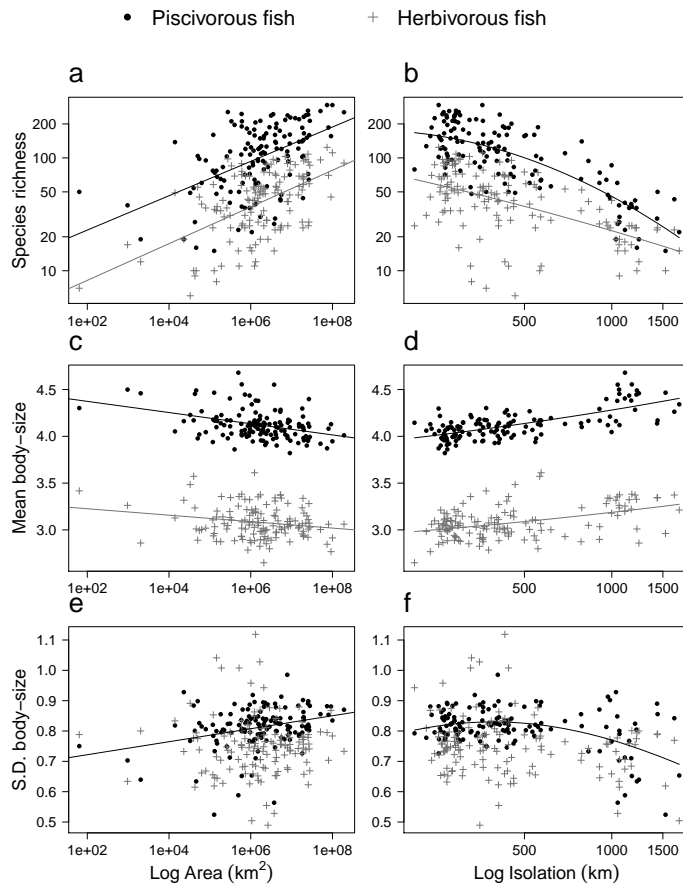 Piscivorous fish
Herbivorous fish
a
b
Species richness
200
100
50
20
10
200
100
50
20
10
1e+02 1e+04 1e+06 1e+08
500 1000 1500
c
d
Mean body−size
4.5
4.0
3.5
3.0
4.5
4.0
3.5
3.0
1e+02 1e+04 1e+06 1e+08
500 1000 1500
e
f
S.D. body−size
1.1
1.0
0.9
0.8
0.7
0.6
0.5
1.1
1.0
0.9
0.8
0.7
0.6
0.5
1e+02 1e+04 1e+06 1e+08
500 1000 1500
Log Area (km²)
Log Isolation (km)